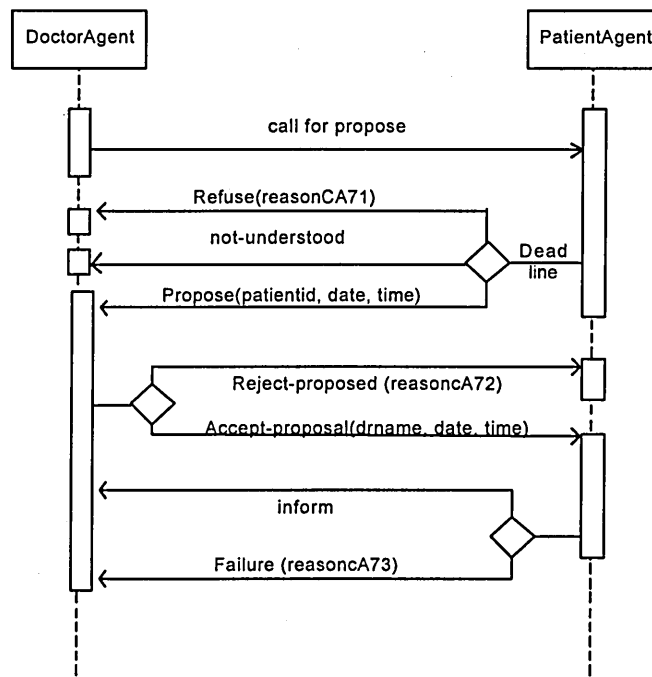 DoctorAgent
PatientAgent
call for propose
Refuse(reasonCA71)
not-understood
Dead
line
Propose(patientid, date, time)
Reject-proposed (reasoncA72)
Accept-proposal(drname, date, time)
inform
Failure (reasoncA73)